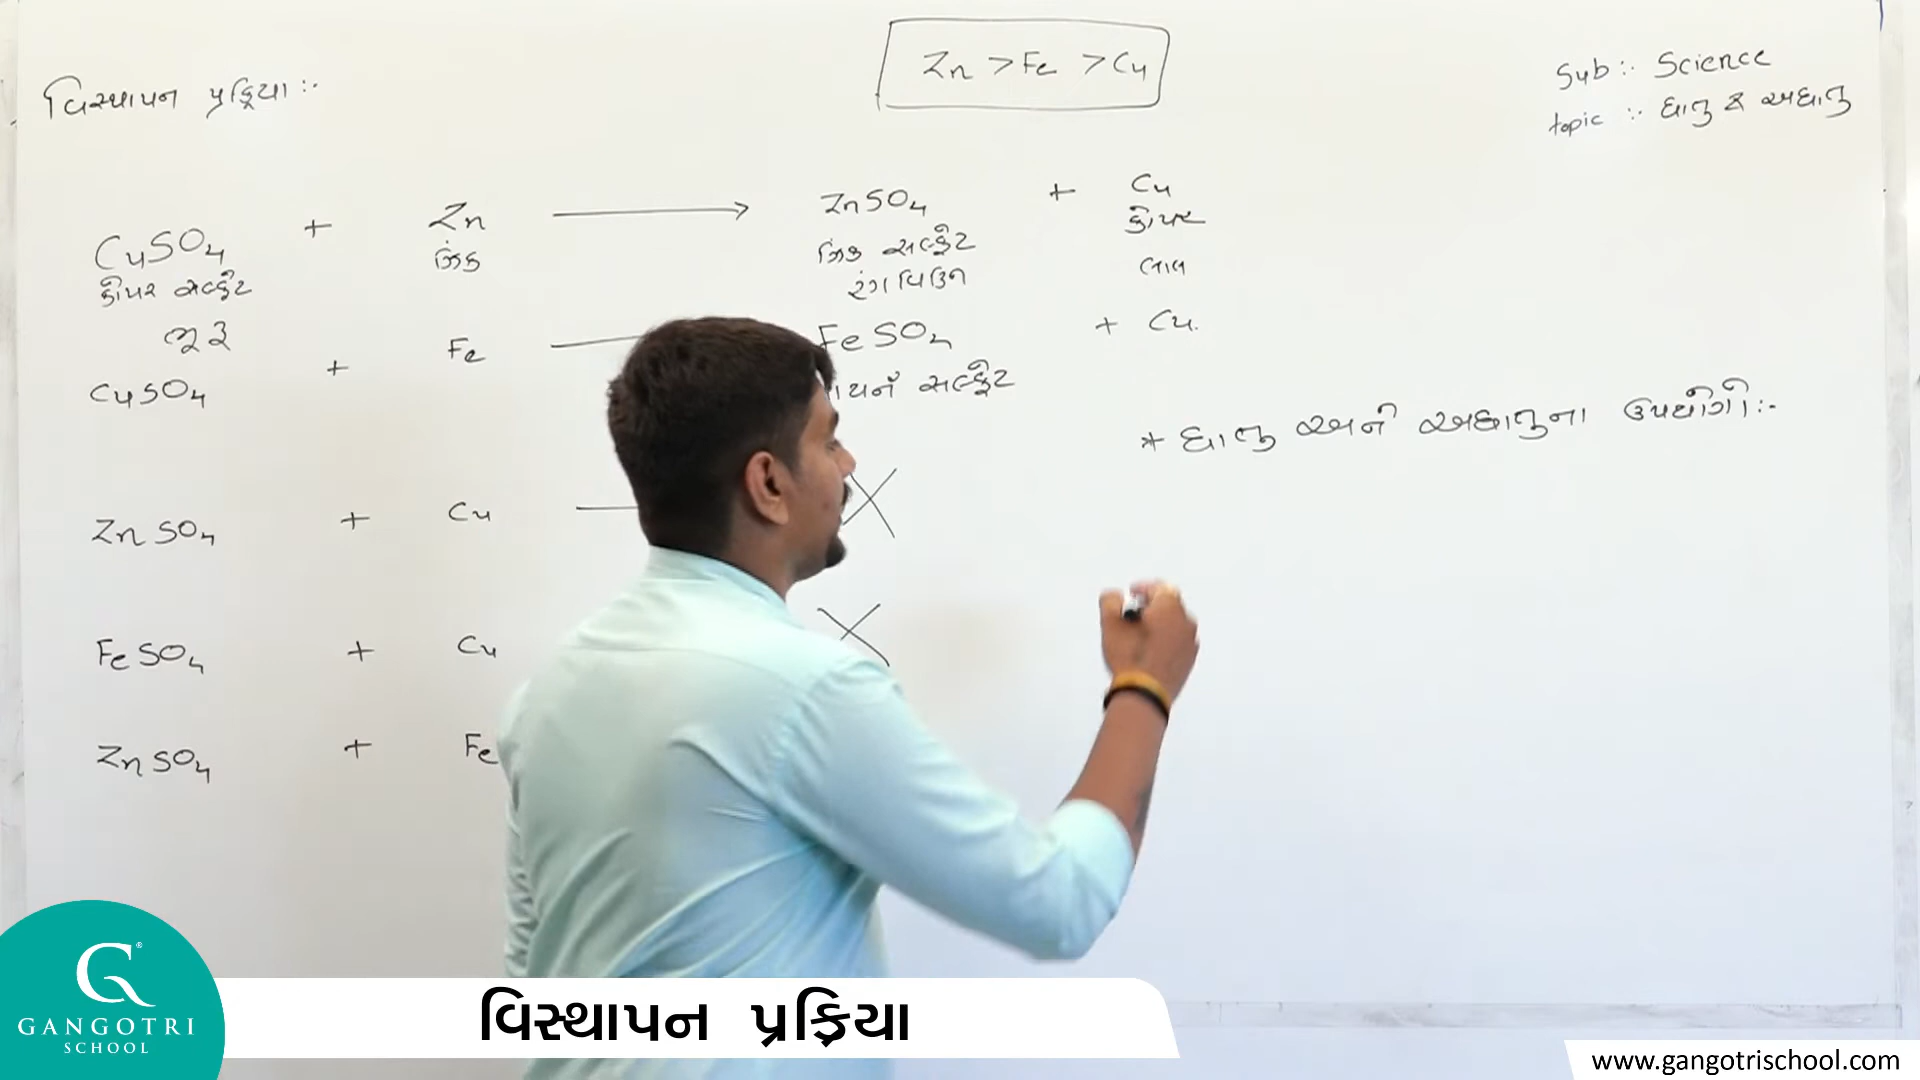 Zn > Fe > Cu
વિસ્થાપન પ્રક્રિયા :-
Sub :- Science
topic :- ધાતુ & અધાતુ
CuSO4 + Zn ⟶ ZnSO4 + Cu
કોપર સલ્ફેટ ઝિંક ઝિંક સલ્ફેટ કોપર
ભૂરૂ રંગવિહિન લાલ
CuSO4 + Fe — FeSO4 + Cu.
સલ્ફેટ
* ધાતુ અને અધાતુના ઉપયોગો :-
ZnSO4 + Cu — X
FeSO4 + Cu X
ZnSO4 + Fe
G®
GANGOTRI
SCHOOL
વિસ્થાપન પ્રક્રિયા
www.gangotrischool.com